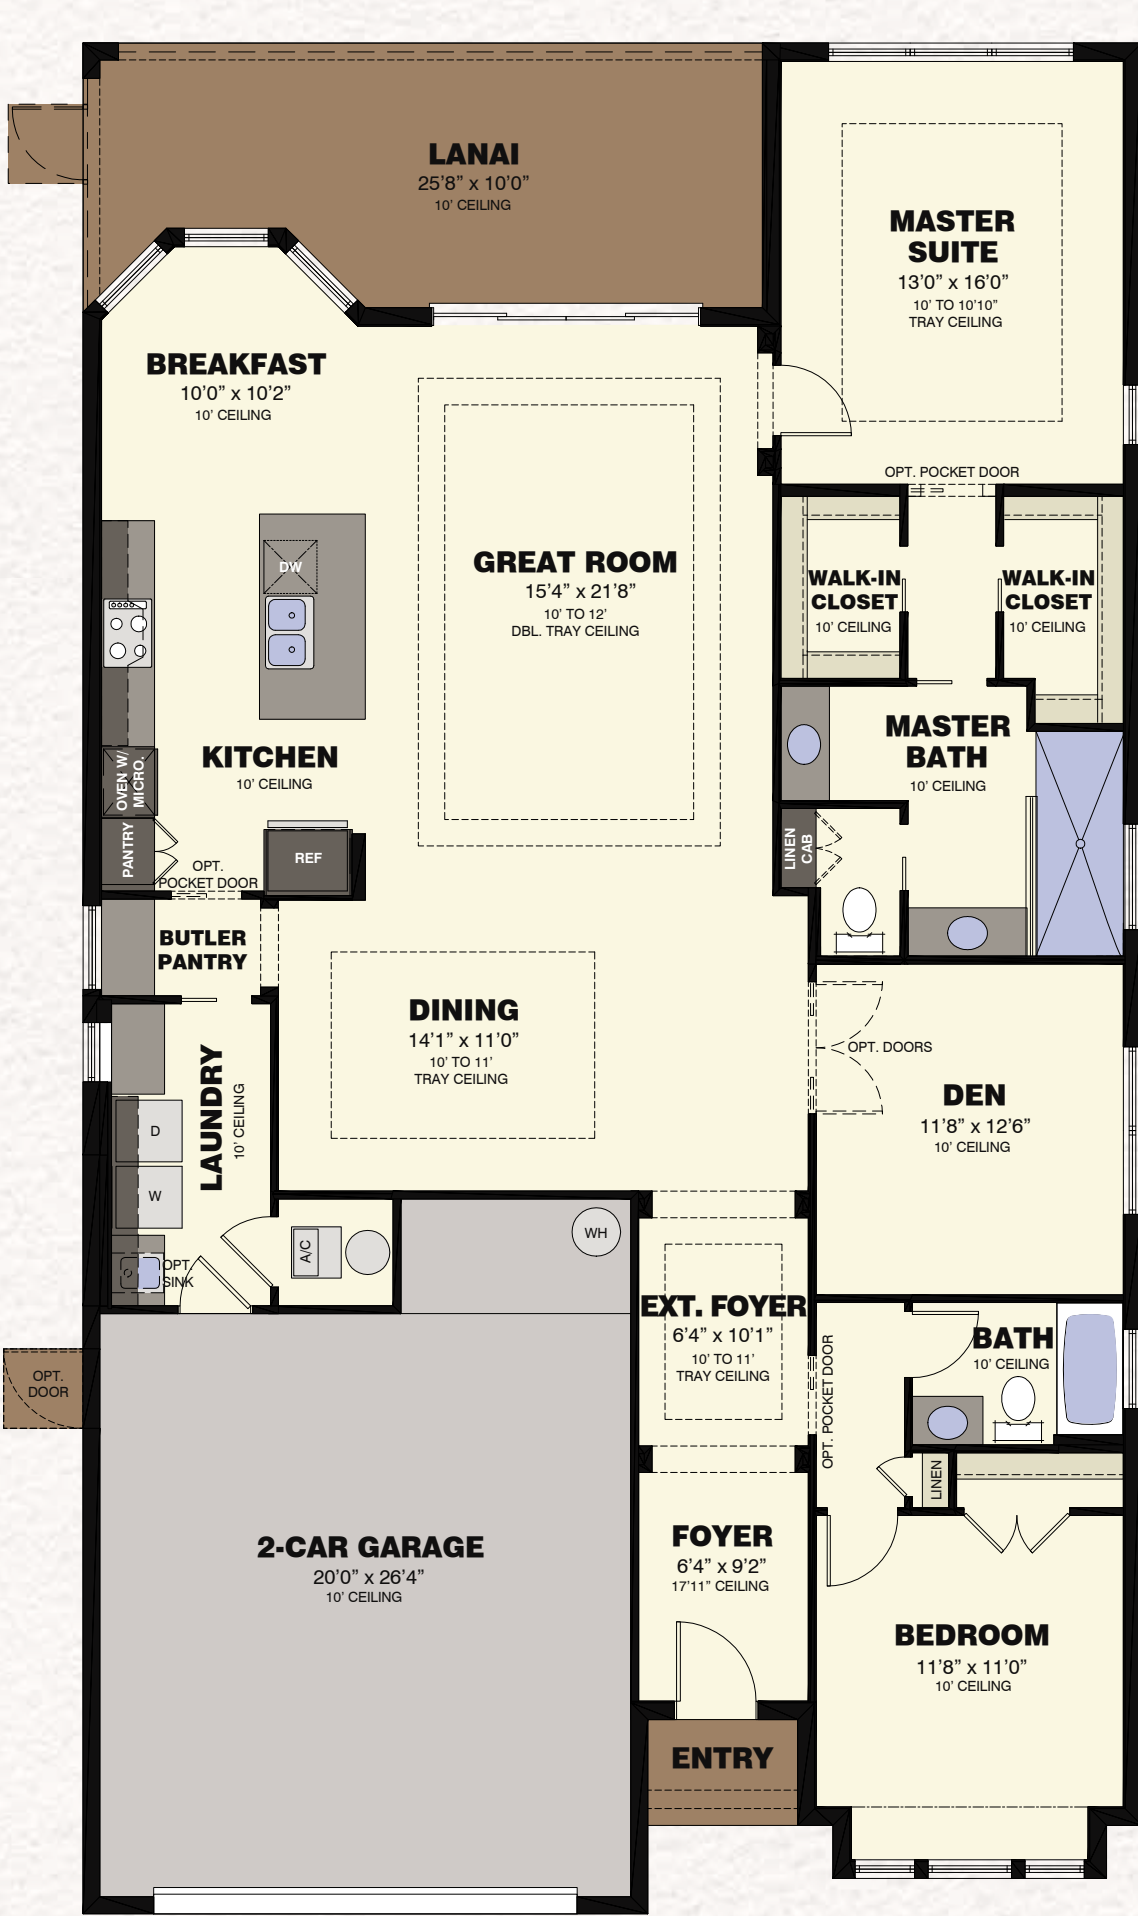 LANAI
25'8” x 10'0”
10' CEILING
MASTER
SUITE
13'0” x 16'0”
10' TO 10'10”
TRAY CEILING
BREAKFAST
10'0” x 10'2”
10' CEILING
OPT. POCKET DOOR
GREAT ROOM
15'4” x 21'8”
10' TO 12'
DBL. TRAY CEILING
DW
WALK-IN
CLOSET
10' CEILING
WALK-IN
CLOSET
10' CEILING
KITCHEN
10' CEILING
OVEN W/
MICRO.
PANTRY
REF
OPT.
POCKET DOOR
MASTER
BATH
10' CEILING
LINEN
CAB
BUTLER
PANTRY
DINING
14'1” x 11'0”
10' TO 11'
TRAY CEILING
OPT. DOORS
DEN
11'8” x 12'6”
10' CEILING
LAUNDRY
10' CEILING
D
W
OPT.
SINK
A/C
WH
EXT. FOYER
6'4” x 10'1”
10' TO 11'
TRAY CEILING
OPT. POCKET DOOR
BATH
10' CEILING
LINEN
OPT.
DOOR
2-CAR GARAGE
20'0” x 26'4”
10' CEILING
FOYER
6'4” x 9'2”
17'11” CEILING
BEDROOM
11'8” x 11'0”
10' CEILING
ENTRY